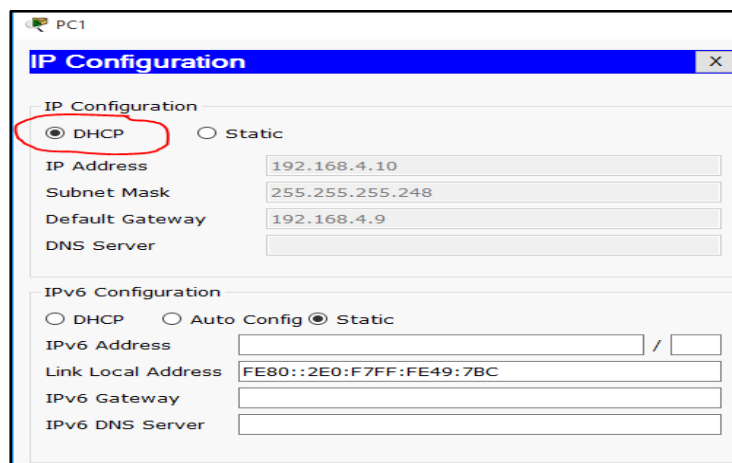 PC1
IP Configuration X
IP Configuration
DHCP Static
IP Address 192.168.4.10
Subnet Mask 255.255.255.248
Default Gateway 192.168.4.9
DNS Server
IPv6 Configuration
DHCP Auto Config Static
IPv6 Address /
Link Local Address FE80::2E0:F7FF:FE49:7BC
IPv6 Gateway
IPv6 DNS Server